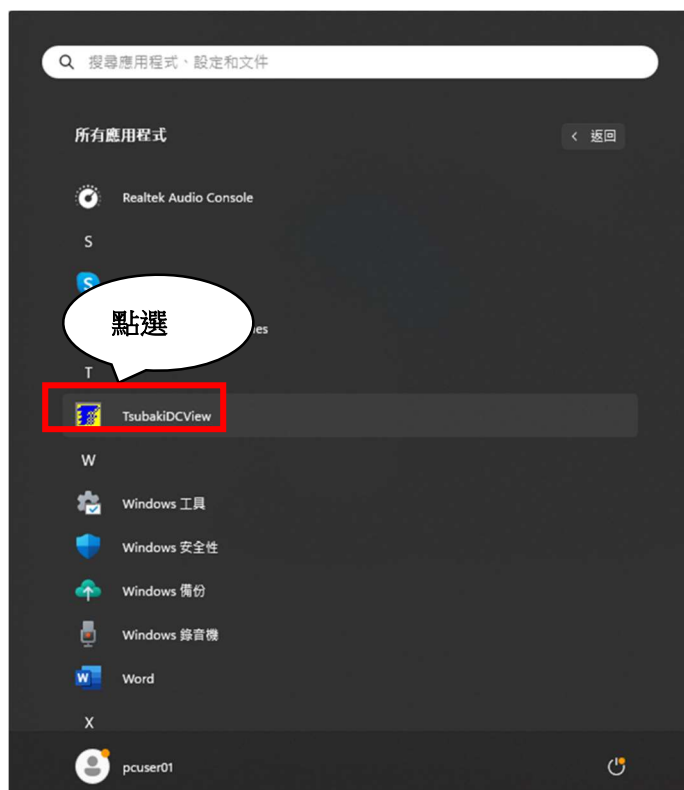 搜尋應用程式、設定和文件
所有應用程式
返回
Realtek Audio Console
S
點選
T
TsubakiDCView
W
Windows 工具
Windows 安全性
Windows 備份
Windows 錄音機
W Word
X
pcuser01